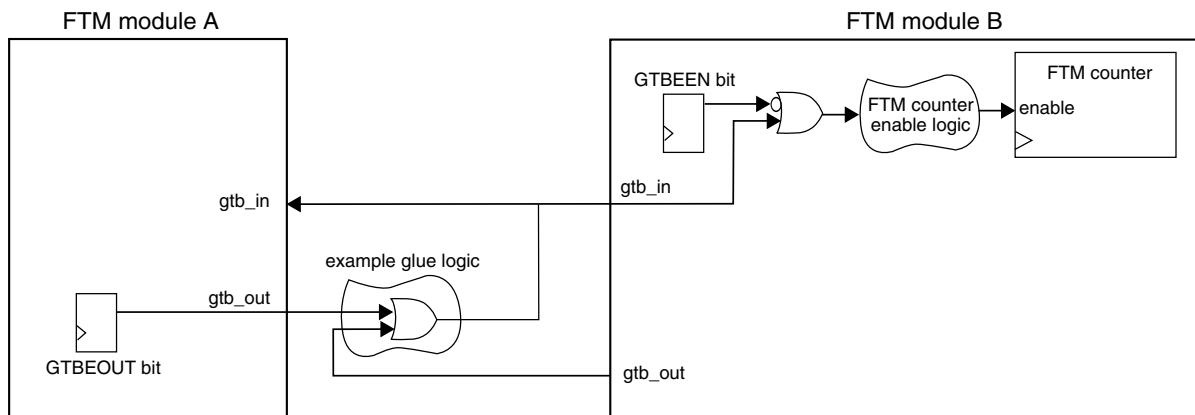 FTM module A
FTM module B
GTBEEN bit
FTM counter
enable logic
FTM counter
enable
gtb_in
gtb_in
example glue logic
gtb_out
GTBEOUT bit
gtb_out